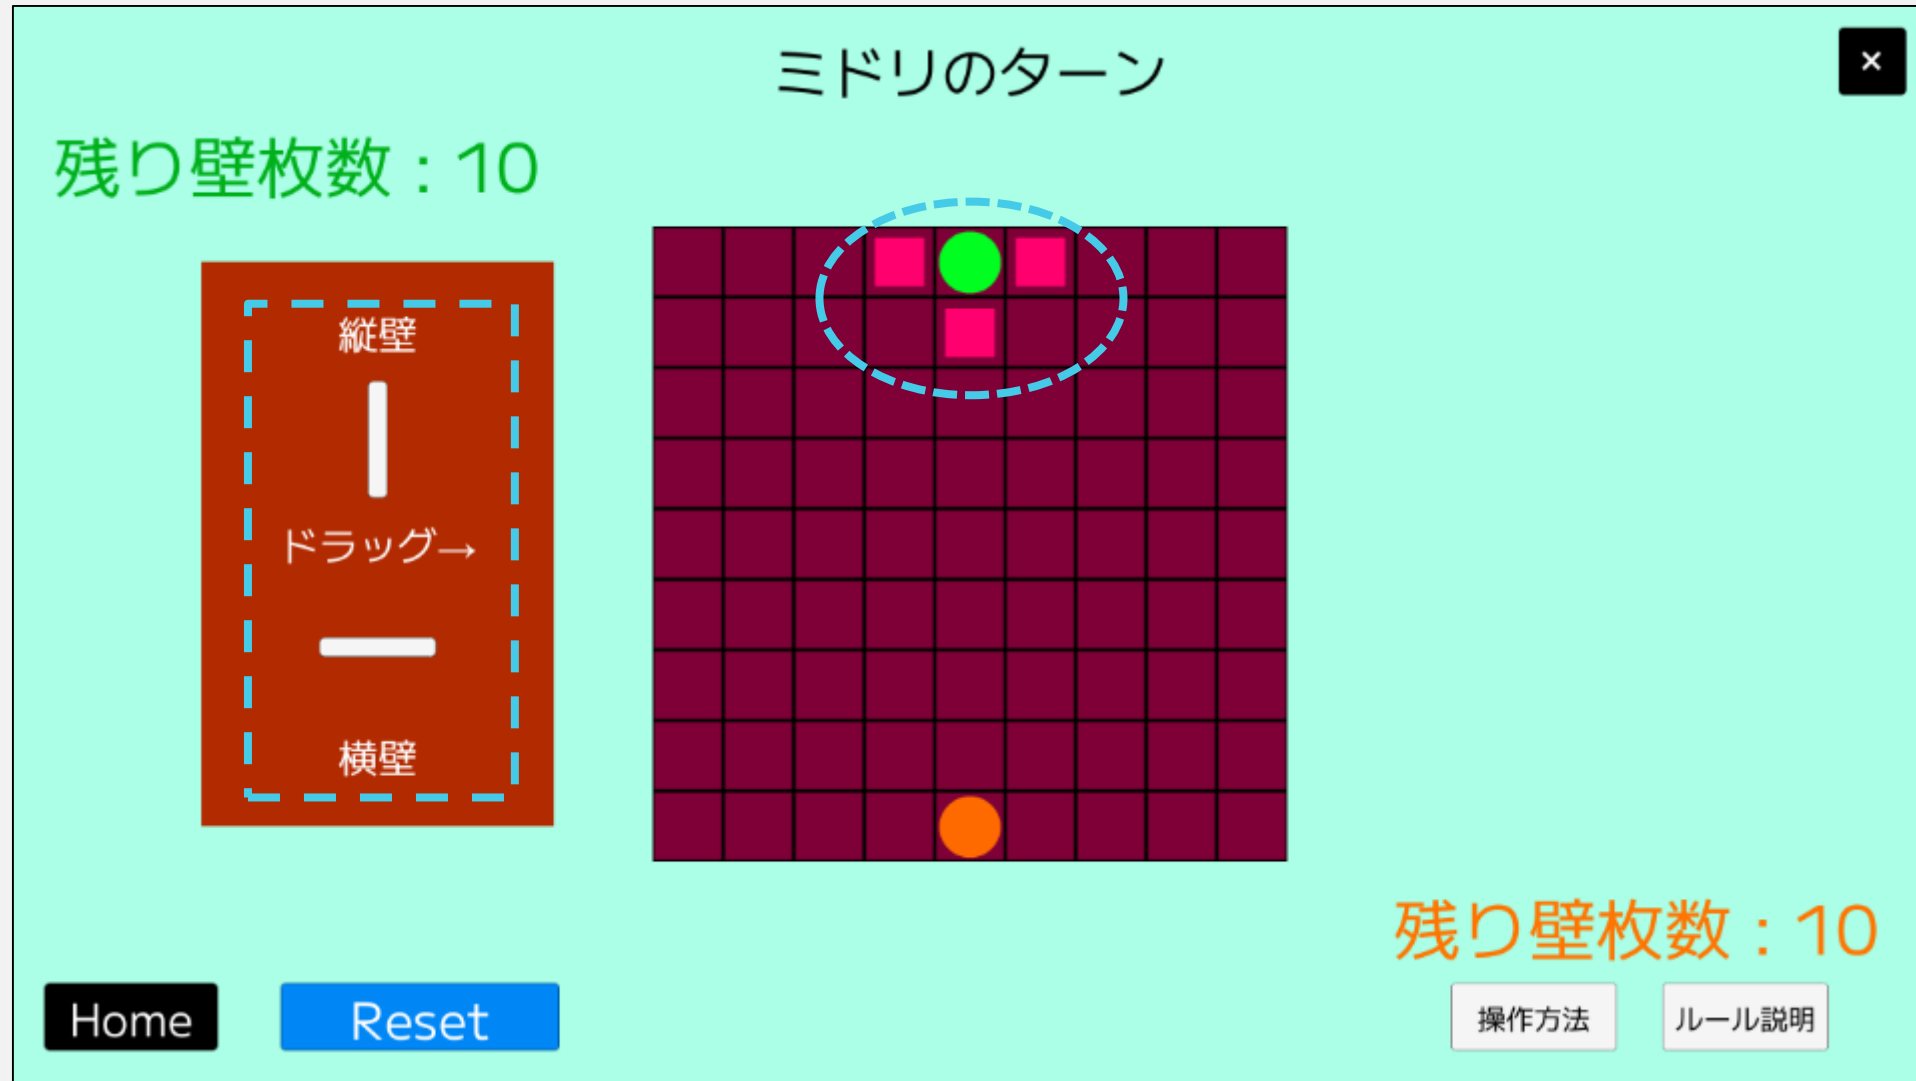 ミドリのターン
×
残り壁枚数：10
縦壁
ドラッグ→
横壁
残り壁枚数：10
Home
Reset
操作方法
ルール説明